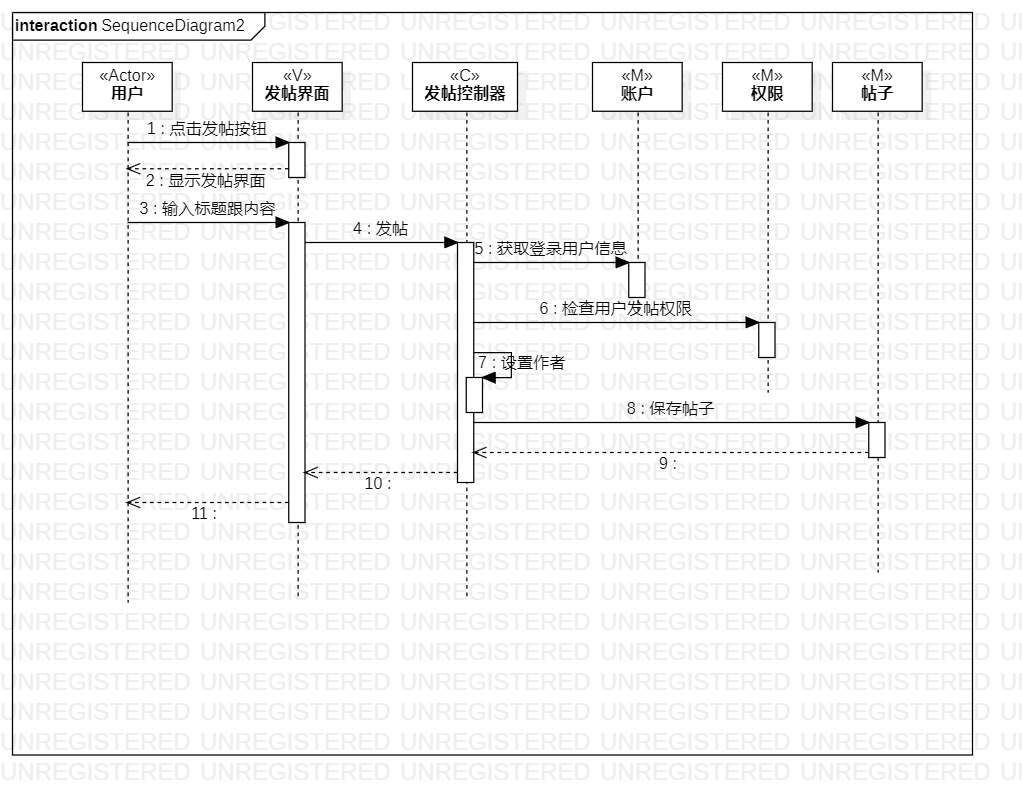 interaction SequenceDiagram2
«Actor»
用户
«V»
发帖界面
«C»
发帖控制器
«M»
账户
«M»
权限
«M»
帖子
1 : 点击发帖按钮
2 : 显示发帖界面
3 : 输入标题跟内容
4 : 发帖
5 : 获取登录用户信息
6 : 检查用户发帖权限
7 : 设置作者
8 : 保存帖子
9 :
10 :
11 :
UNREGISTERED